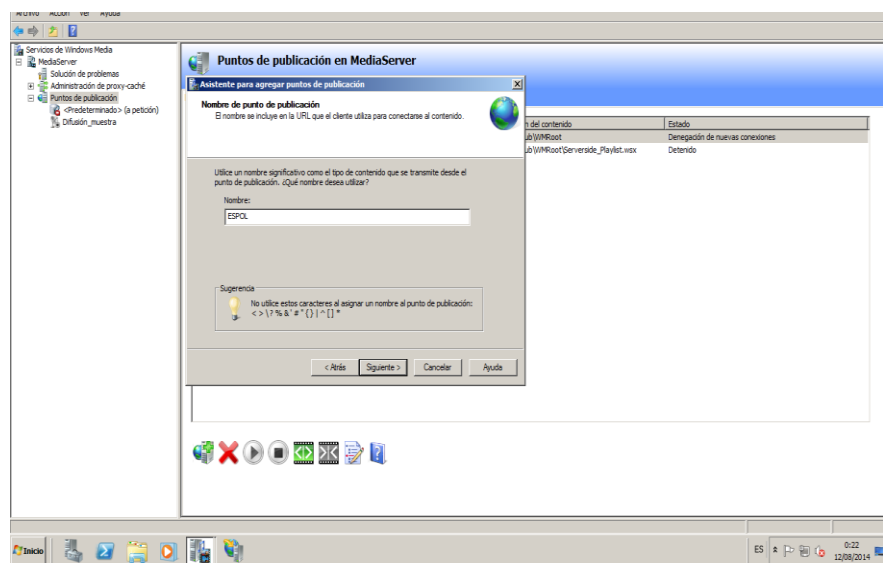 Archivo Acción Ver Ayuda
Servicios de Windows Media
MediaServer
Solución de problemas
Administración de proxy-caché
Puntos de publicación
<Predeterminado> (a petición)
Difusión_muestra
Puntos de publicación en MediaServer
Asistente para agregar puntos de publicación
Nombre de punto de publicación
El nombre se incluye en la URL que el cliente utiliza para conectarse al contenido.
Utilice un nombre significativo como el tipo de contenido que se transmite desde el
punto de publicación. ¿Qué nombre desea utilizar?
Nombre:
ESPOL
Sugerencia
No utilice estos caracteres al asignar un nombre al punto de publicación:
< > \ ? % & ' # " { } | ^ [ ] *
< Atrás Siguiente > Cancelar Ayuda
n del contenido Estado
ub\WMRoot Denegación de nuevas conexiones
ub\WMRoot\Serverside_Playlist.wsx Detenido
Inicio
ES
0:22
12/08/2014